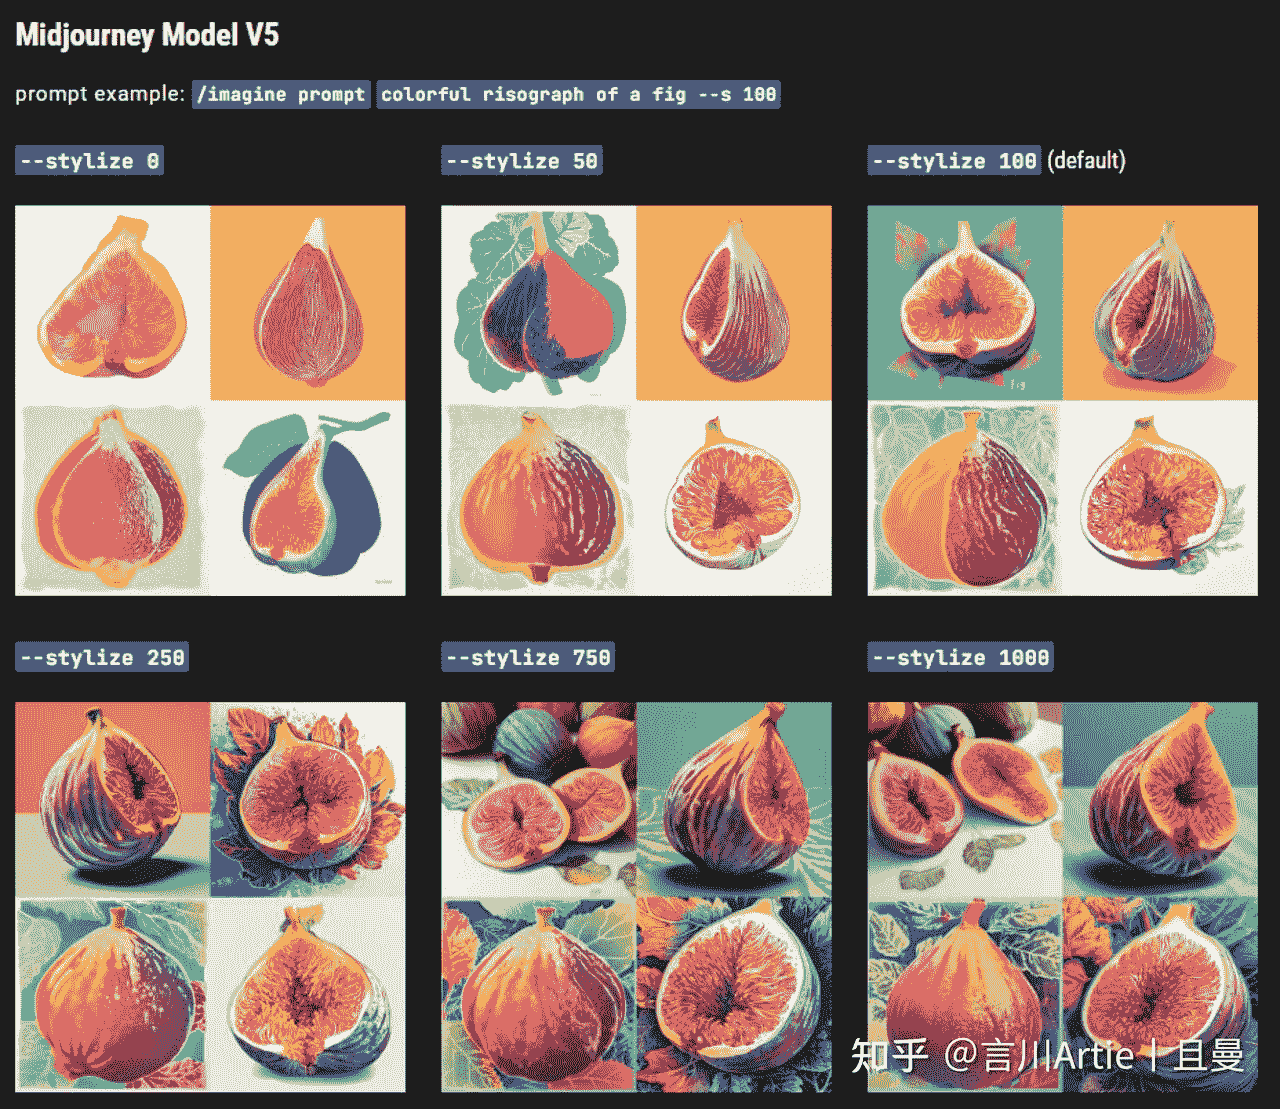 Midjourney Model V5
prompt example: /imagine prompt colorful risograph of a fig --s 100
--stylize 0
--stylize 50
--stylize 100 (default)
fig
--stylize 250
--stylize 750
--stylize 1000
知乎 @言川Artie | 且曼